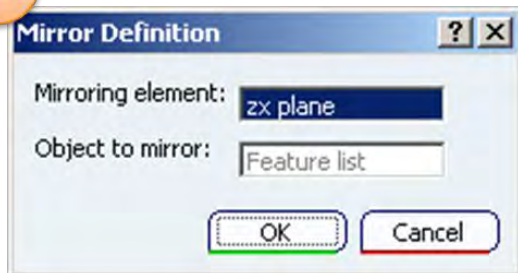 Mirror Definition
Mirroring element: zx plane
Object to mirror: Feature list
OK Cancel